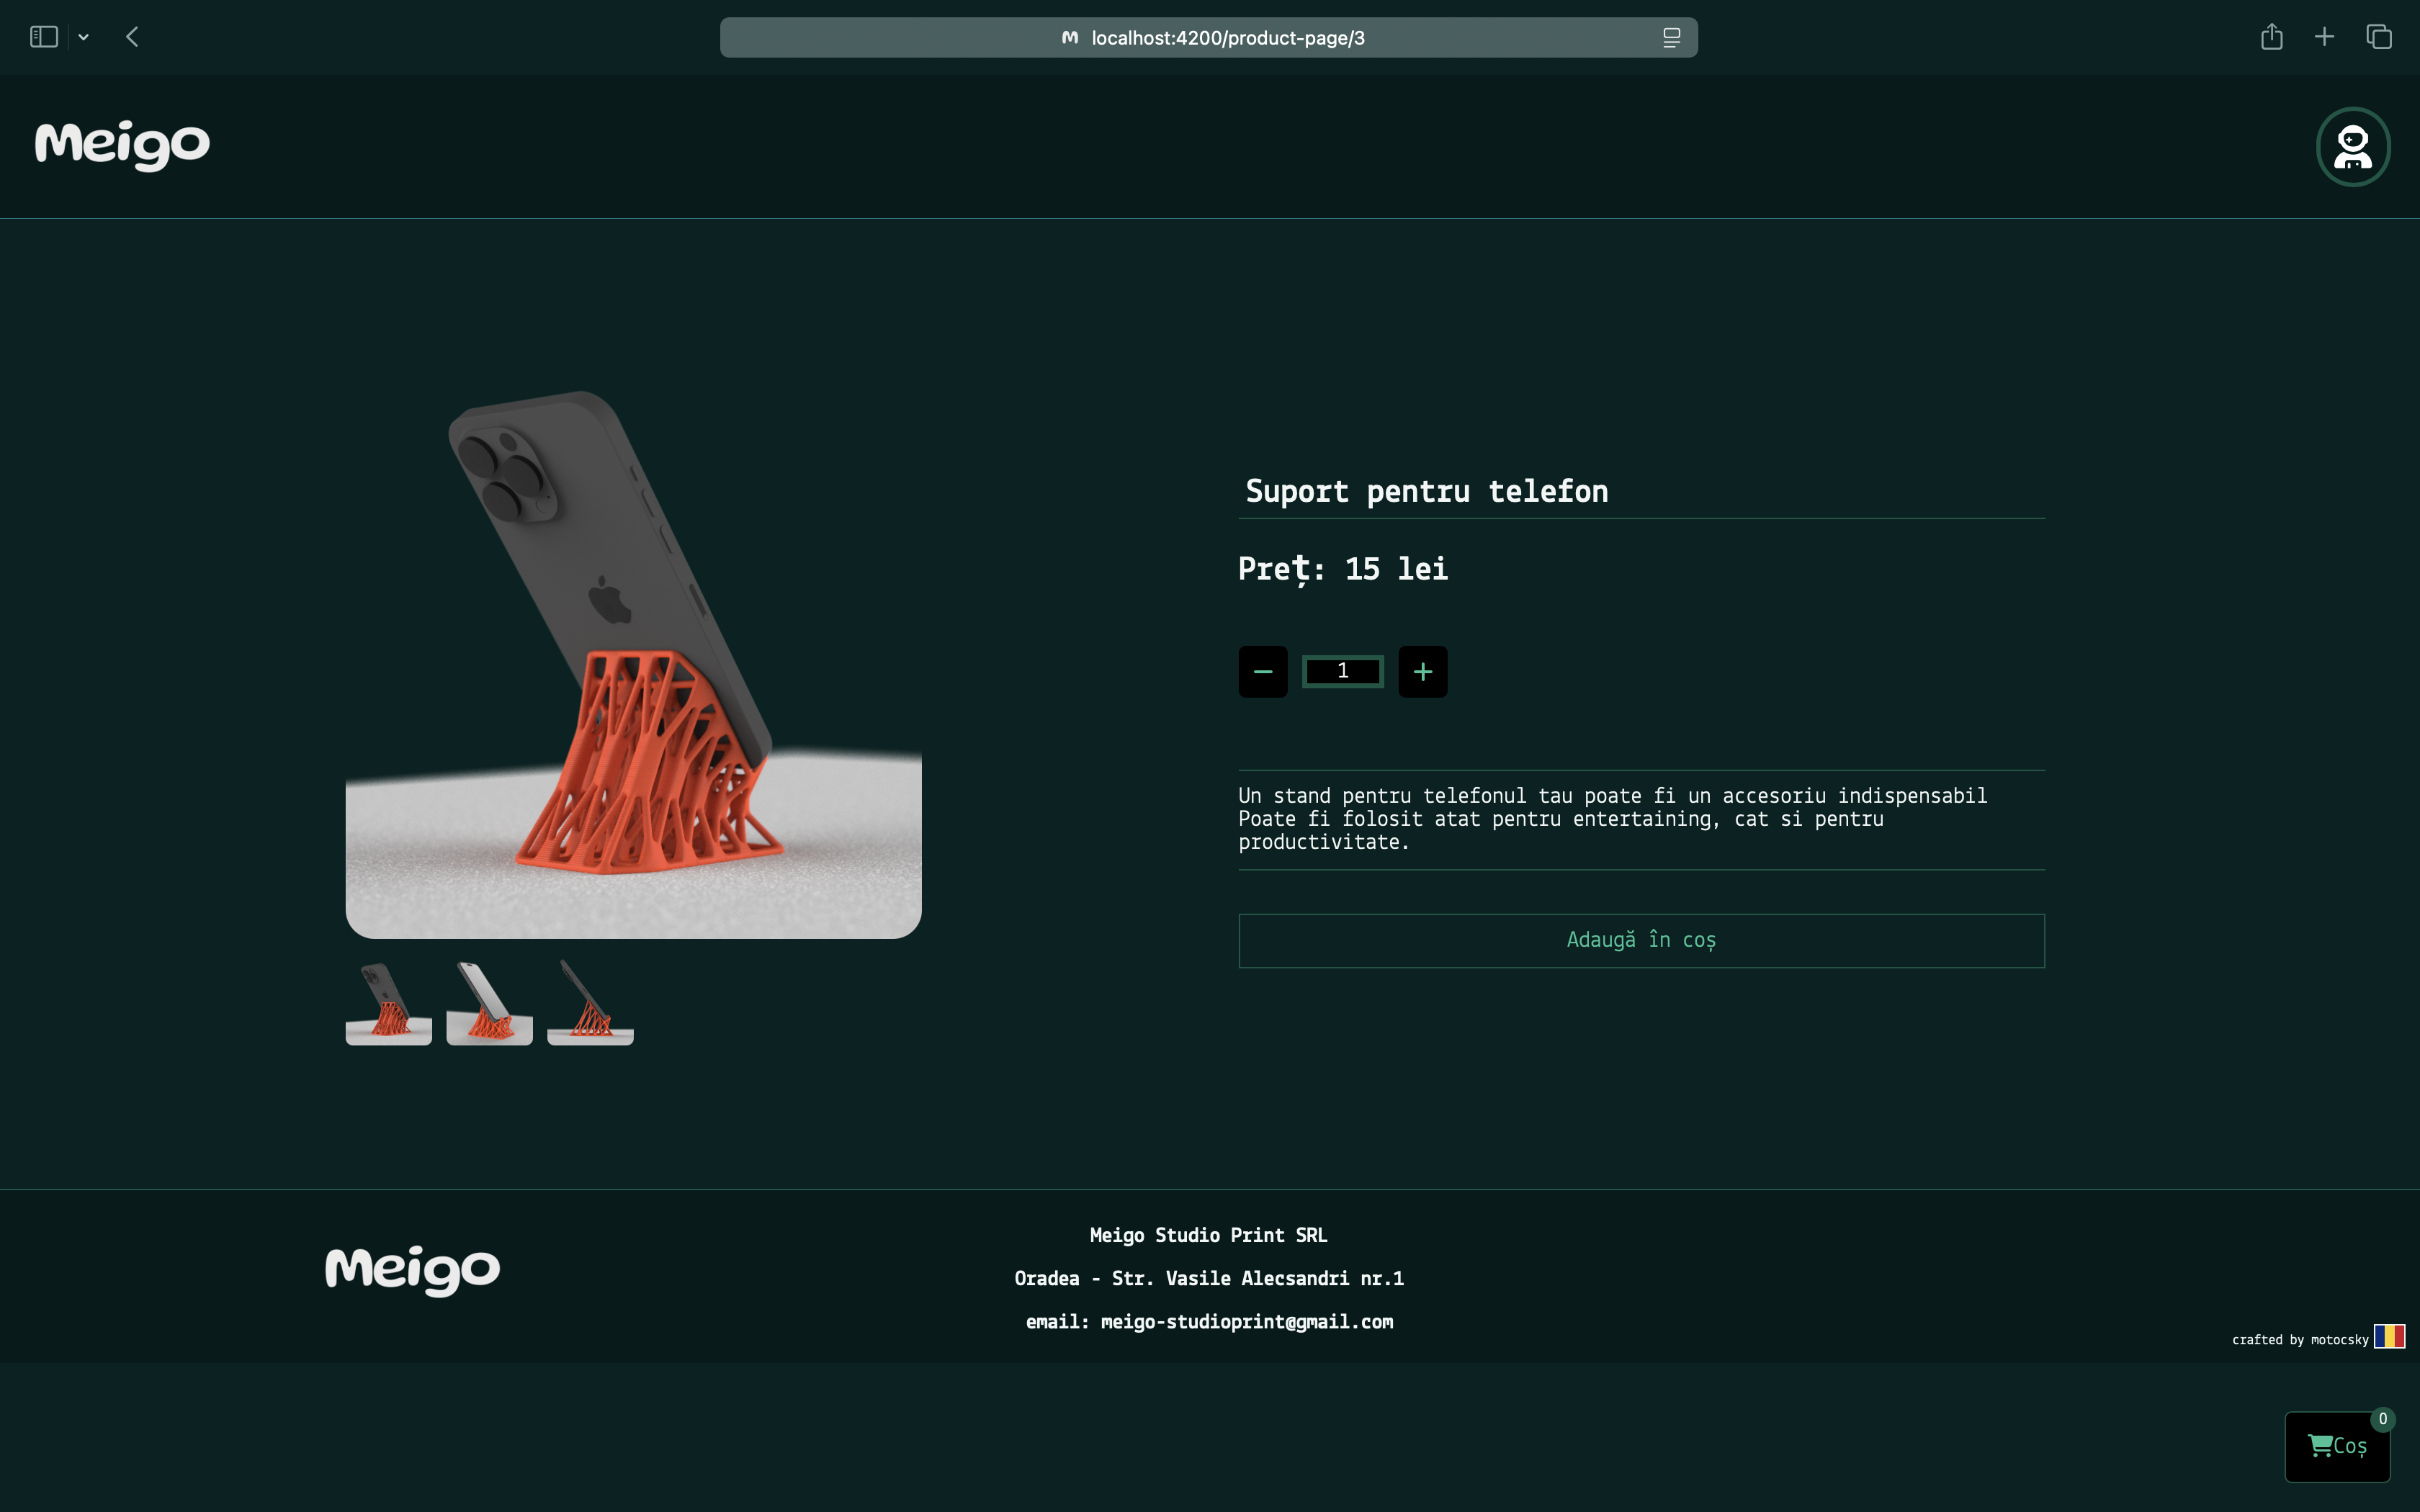 localhost:4200/product-page/3
Meigo
Suport pentru telefon
Preț: 15 lei
1
Un stand pentru telefonul tau poate fi un accesoriu indispensabil
Poate fi folosit atat pentru entertaining, cat si pentru
productivitate.
Adaugă în coș
Meigo
Meigo Studio Print SRL
Oradea - Str. Vasile Alecsandri nr.1
email: meigo-studioprint@gmail.com
crafted by motocsky
0
Coș